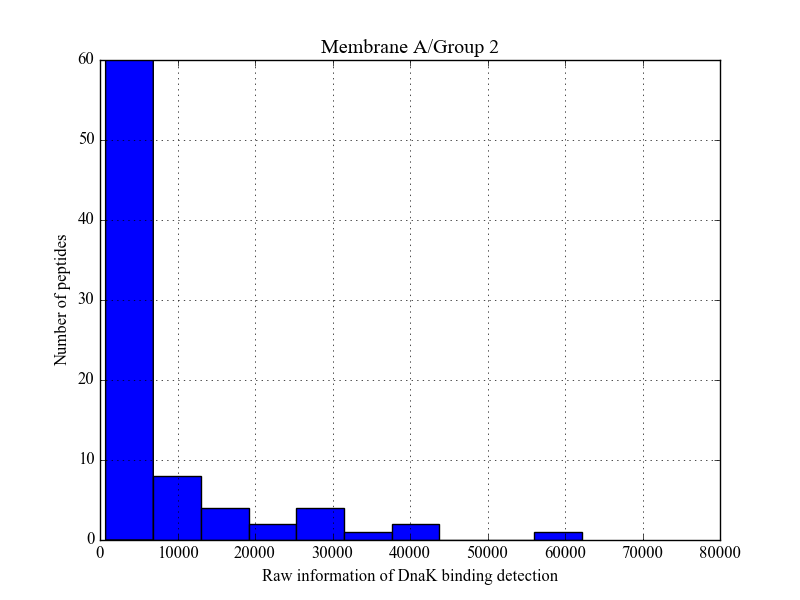 Membrane A/Group 2
60
50
40
30
20
10
0
Number of peptides
0 10000 20000 30000 40000 50000 60000 70000 80000
Raw information of DnaK binding detection